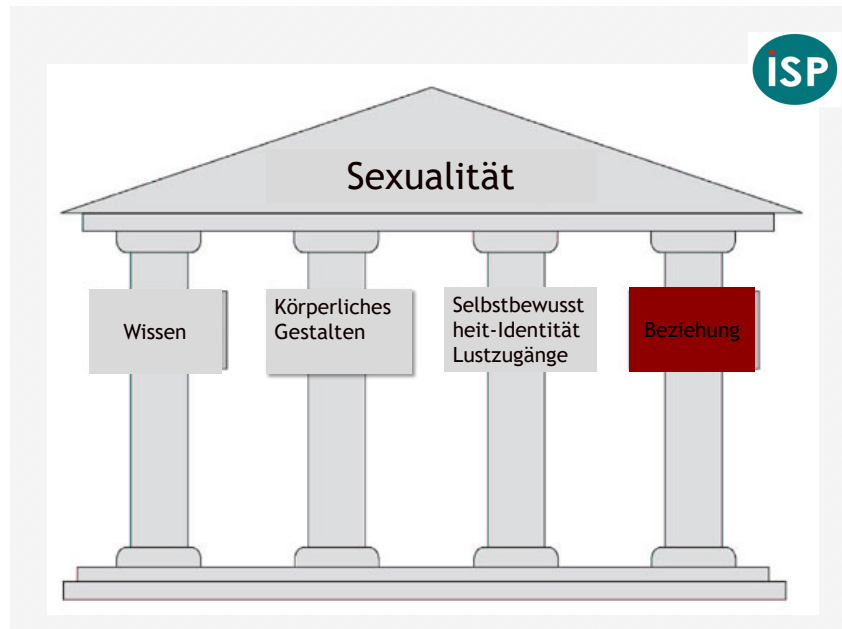 iSP
Sexualität
Wissen
Körperliches
Gestalten
Selbstbewusst
heit-Identität
Lustzugänge
Beziehung